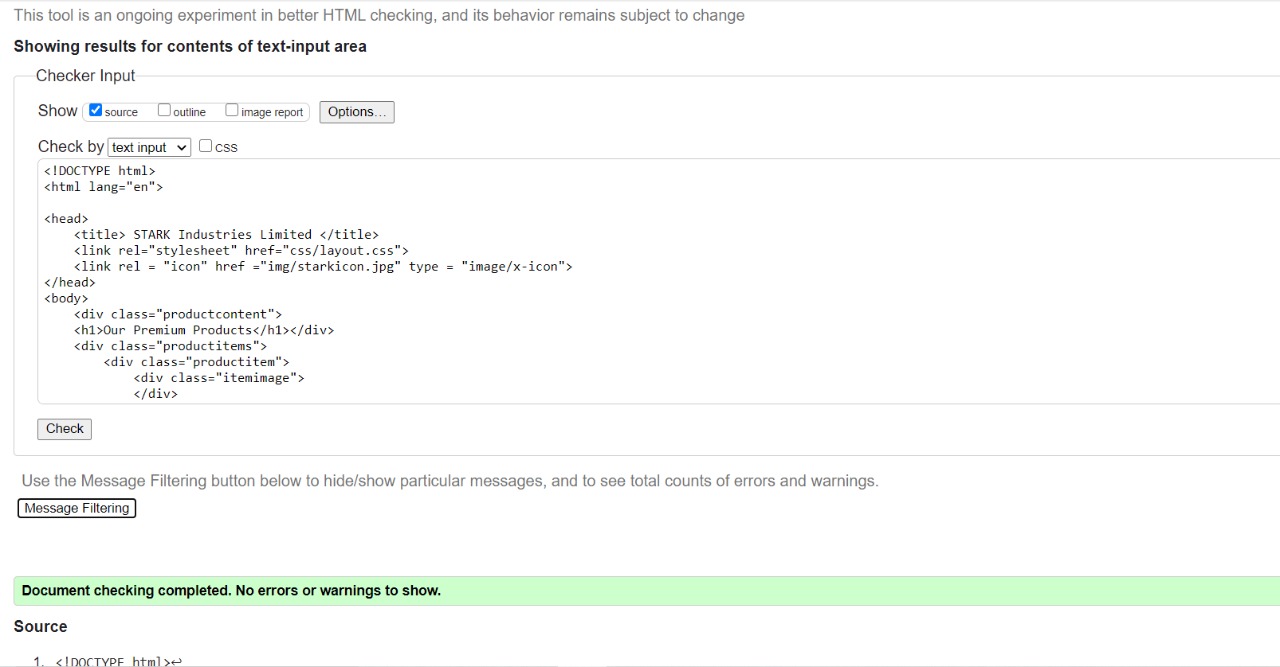 This tool is an ongoing experiment in better HTML checking, and its behavior remains subject to change
Showing results for contents of text-input area
Checker Input
Show source outline image report Options...
Check by text input css
<!DOCTYPE html>
<html lang="en">
<head>
<title> STARK Industries Limited </title>
<link rel="stylesheet" href="css/layout.css">
<link rel = "icon" href ="img/starkicon.jpg" type = "image/x-icon">
</head>
<body>
<div class="productcontent">
<h1>Our Premium Products</h1></div>
<div class="productitems">
<div class="productitem">
<div class="itemimage">
</div>
Check
Use the Message Filtering button below to hide/show particular messages, and to see total counts of errors and warnings.
Message Filtering
Document checking completed. No errors or warnings to show.
Source
1. <!DOCTYPE html>↩